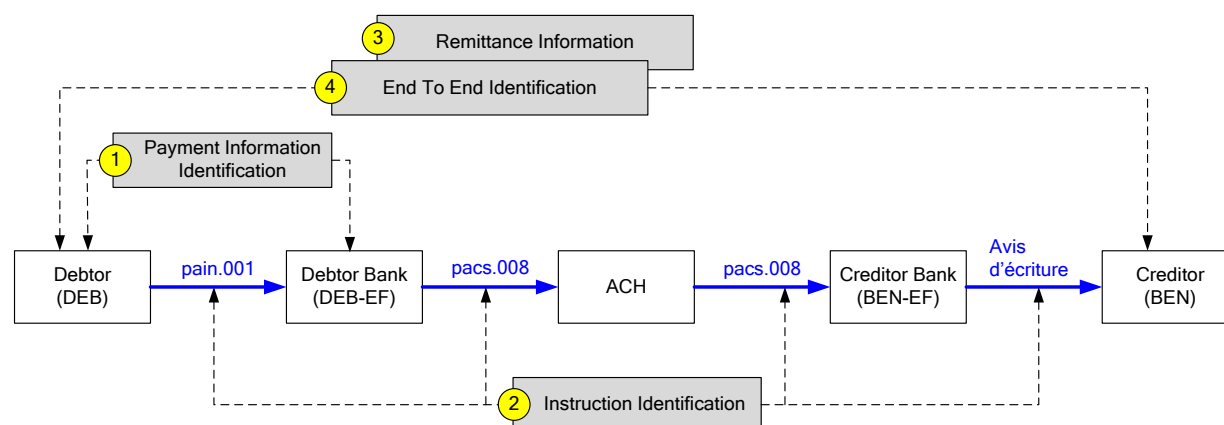 3
Remittance Information
4
End To End Identification
1
Payment Information
Identification
Debtor
(DEB)
pain.001
Debtor Bank
(DEB-EF)
pacs.008
ACH
pacs.008
Creditor Bank
(BEN-EF)
Avis
d'écriture
Creditor
(BEN)
2
Instruction Identification